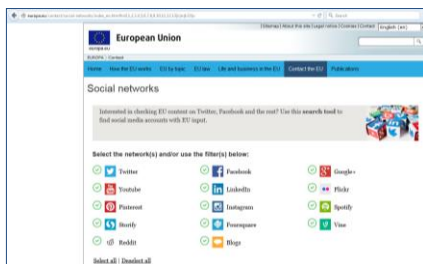 Sitemap | About this site | Legal notice | Cookies | Contact English (en)
European Union
EUROPA Contact
Home How the EU works EU by topic EU law Life and business in the EU Contact the EU Publications
Social networks
Interested in checking EU content on Twitter, Facebook and the rest? Use this search tool to
find social media accounts with EU input.
Select the network(s) and/or use the filter(s) below:
Twitter Facebook Google+
Youtube LinkedIn Flickr
Pinterest Instagram Spotify
Storify Foursquare Vine
Reddit Blogs
Select all | Deselect all